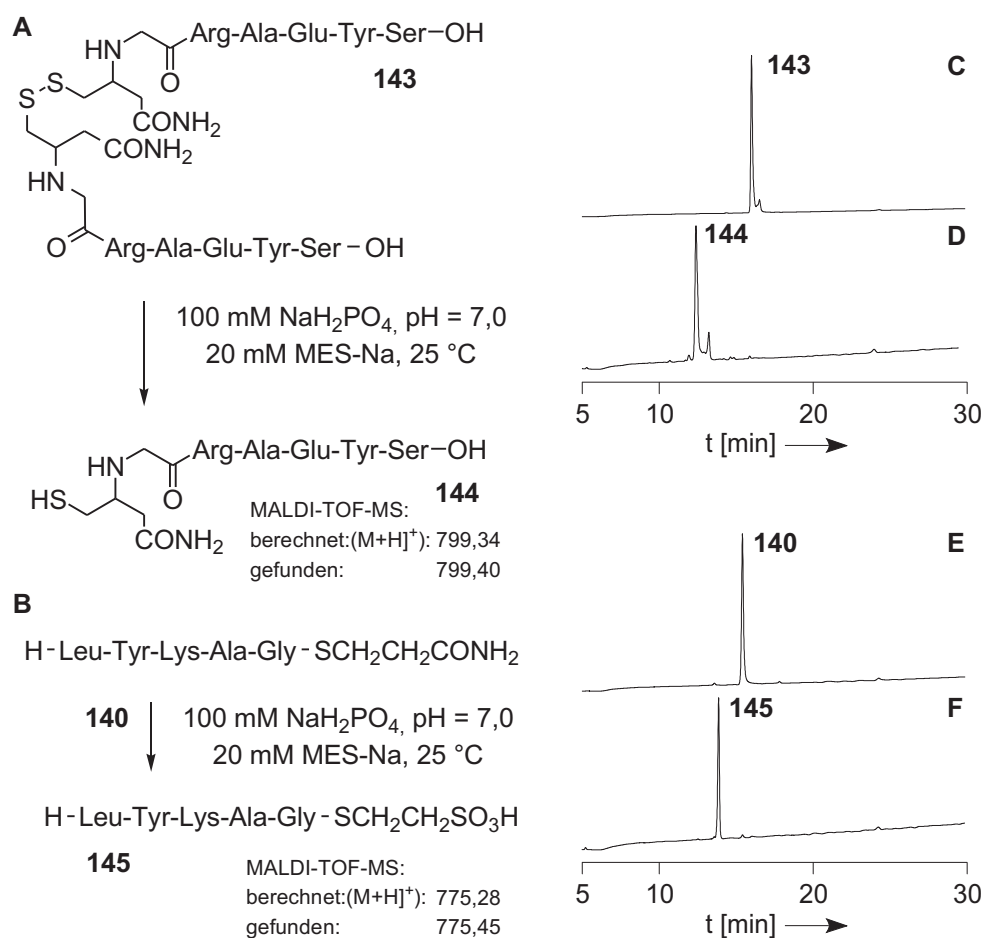 A
Arg-Ala-Glu-Tyr-Ser–OH
HN
O
143
S
S
CONH2
CONH2
HN
O
Arg-Ala-Glu-Tyr-Ser–OH
100 mM NaH2PO4, pH = 7,0
20 mM MES-Na, 25 °C
Arg-Ala-Glu-Tyr-Ser–OH
HN
O
144
HS
CONH2
MALDI-TOF-MS:
berechnet:(M+H]+): 799,34
gefunden: 799,40
B
H-Leu-Tyr-Lys-Ala-Gly-SCH2CH2CONH2
140
100 mM NaH2PO4, pH = 7,0
20 mM MES-Na, 25 °C
H-Leu-Tyr-Lys-Ala-Gly-SCH2CH2SO3H
145
MALDI-TOF-MS:
berechnet:(M+H]+): 775,28
gefunden: 775,45
143
C
144
D
5 10 20 30
t [min]
140
E
145
F
5 10 20 30
t [min]